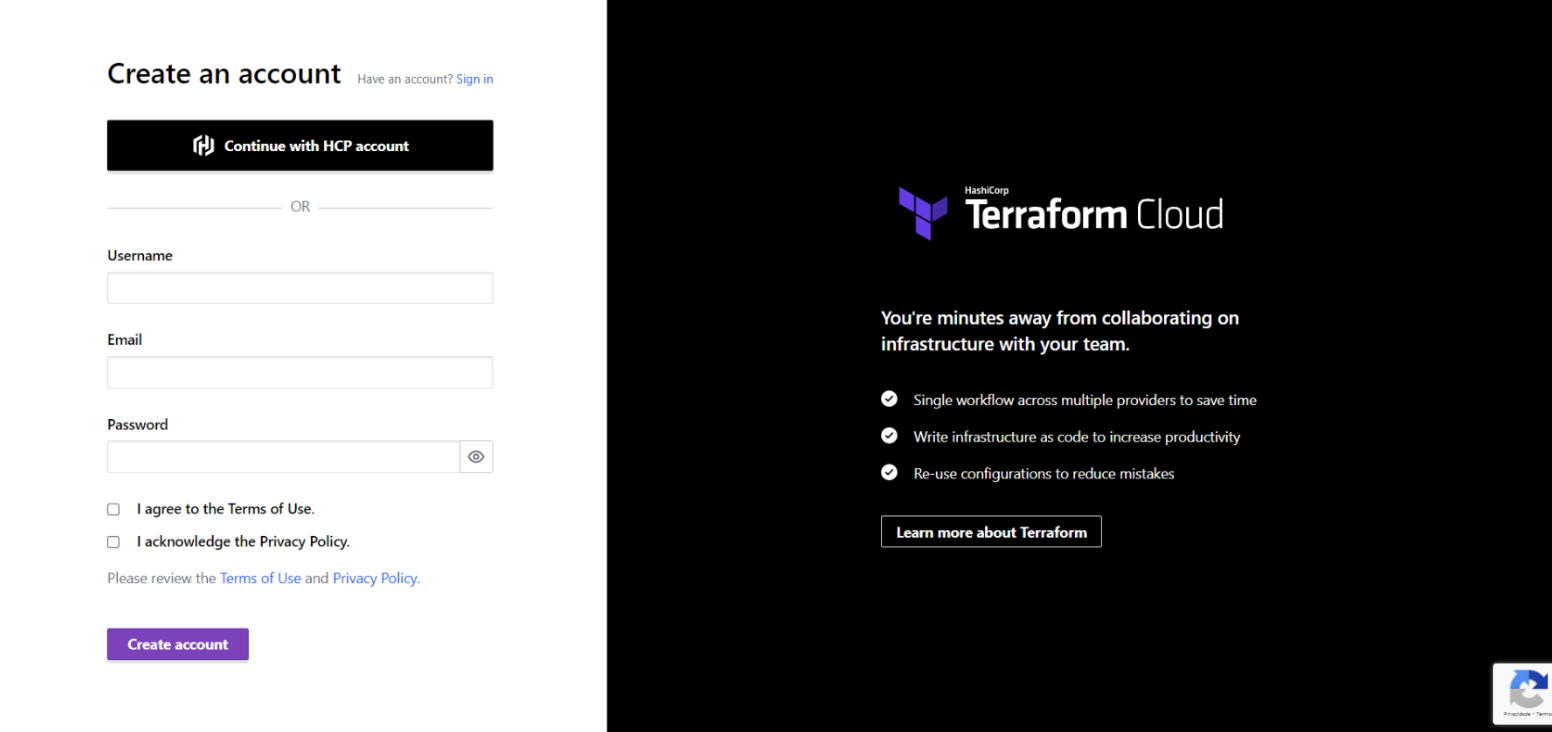 Create an account Have an account? Sign in
Continue with HCP account
OR
Username
Email
Password
I agree to the Terms of Use.
I acknowledge the Privacy Policy.
Please review the Terms of Use and Privacy Policy.
Create account
HashiCorp
Terraform Cloud
You're minutes away from collaborating on
infrastructure with your team.
Single workflow across multiple providers to save time
Write infrastructure as code to increase productivity
Re-use configurations to reduce mistakes
Learn more about Terraform